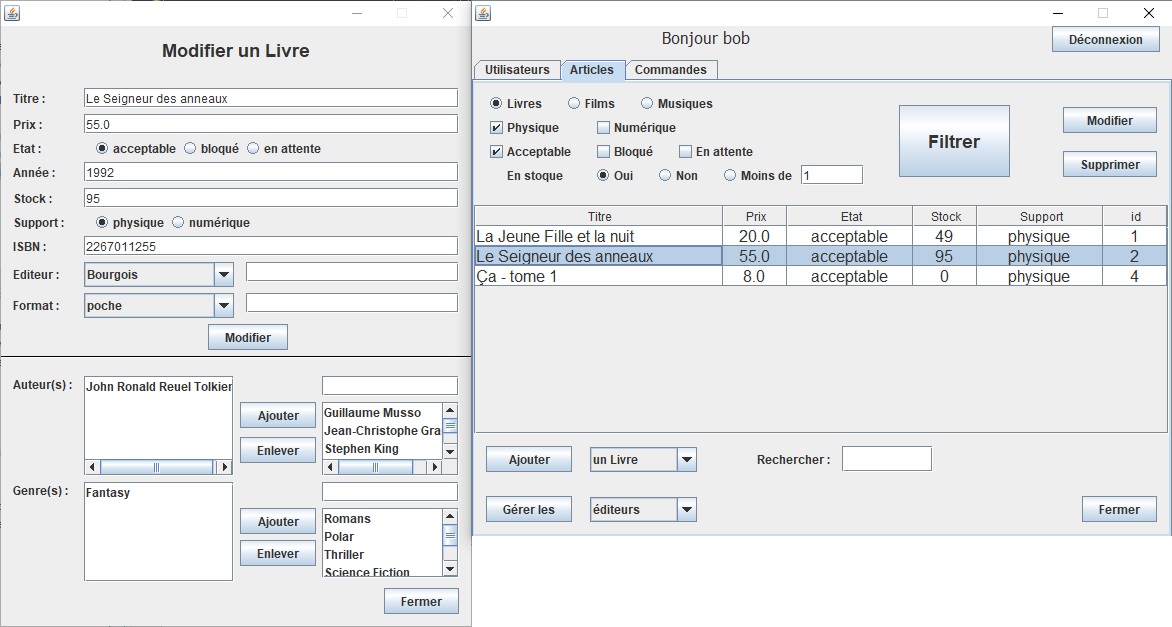 Modifier un Livre
Titre : Le Seigneur des anneaux
Prix : 55.0
Etat : acceptable bloqué en attente
Année : 1992
Stock : 95
Support : physique numérique
ISBN : 2267011255
Editeur : Bourgois
Format : poche
Modifier
Auteur(s) : John Ronald Reuel Tolkien
Ajouter
Enlever
Guillaume Musso
Jean-Christophe Gra
Stephen King
Genre(s) : Fantasy
Ajouter
Enlever
Romans
Polar
Thriller
Science Fiction
Fermer
Bonjour bob
Déconnexion
Utilisateurs Articles Commandes
Livres Films Musiques
Physique Numérique
Acceptable Bloqué En attente
En stoque Oui Non Moins de 1
Filtrer
Modifier
Supprimer
Titre Prix Etat Stock Support id
La Jeune Fille et la nuit 20.0 acceptable 49 physique 1
Le Seigneur des anneaux 55.0 acceptable 95 physique 2
Ça - tome 1 8.0 acceptable 0 physique 4
Ajouter un Livre Rechercher :
Gérer les éditeurs Fermer